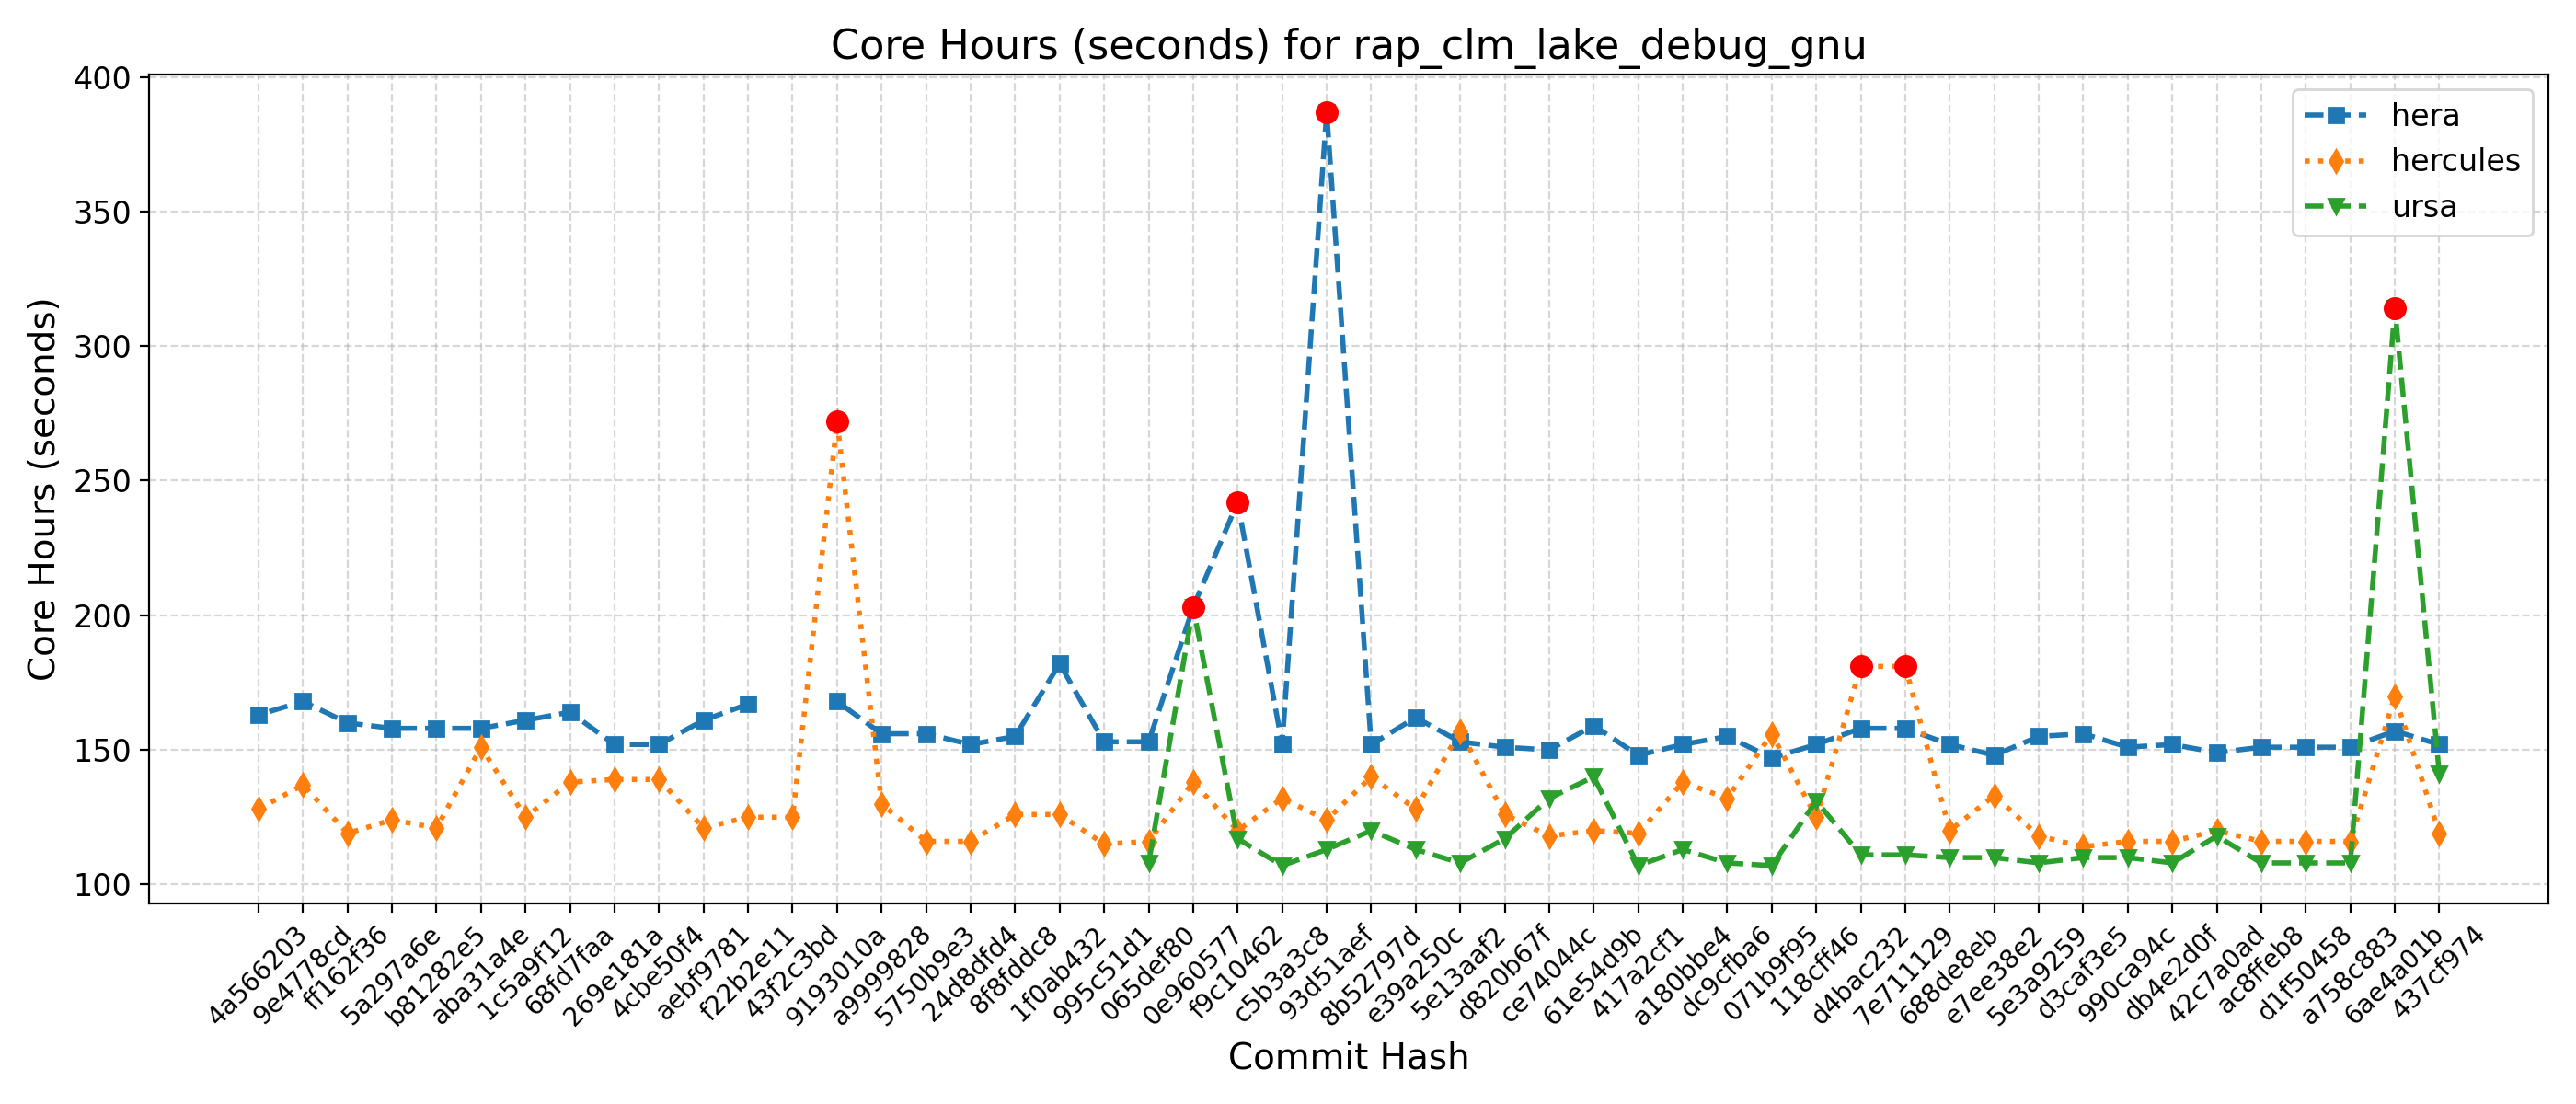 Core Hours (seconds) for rap_clm_lake_debug_gnu
Core Hours (seconds)
400
350
300
250
200
150
100
hera
hercules
ursa
4a566203
9e4778cd
ff162f36
5a297a6e
b81282e5
aba31a4e
1c5a9f12
68fd7faa
269e181a
4cbe50f4
aebf9781
f22b2e11
43f2c3bd
9193010a
a9999828
5750b9e3
24d8dfd4
8f8fddc8
1f0ab432
995c51d1
065def80
0e960577
f9c10462
c5b3a3c8
93d51aef
8b52797d
e39a250c
5e13aaf2
d820b67f
ce74044c
61e54d9b
417a2cf1
a180bbe4
dc9cfba6
071b9f95
118cff46
d4bac232
7e711129
688de8eb
e7ee38e2
5e3a9259
d3caf3e5
990ca94c
db4e2d0f
42c7a0ad
ac8ffeb8
d1f50458
a758c883
6ae4a01b
437cf974
Commit Hash